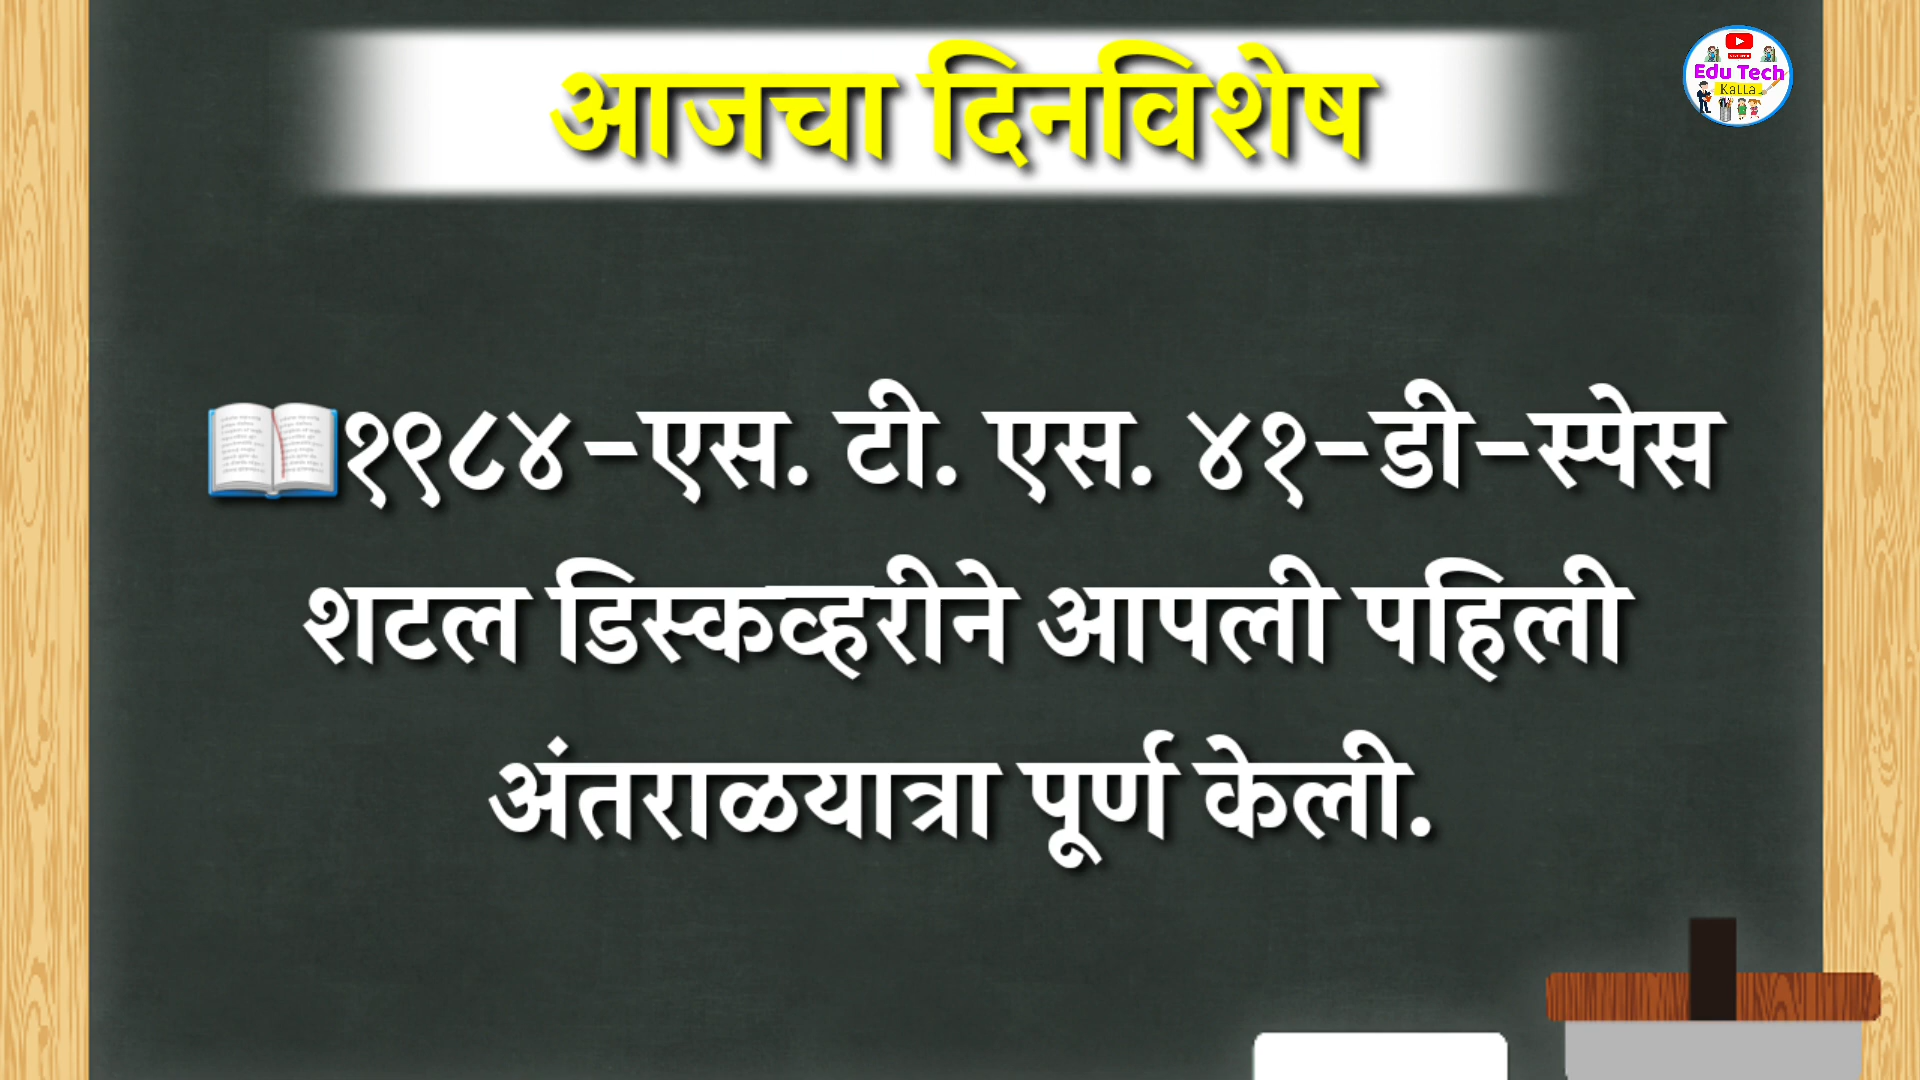 आजचा दिनविशेष
Edu Tech
Kalla
📖१९८४-एस. टी. एस. ४१-डी-स्पेस
शटल डिस्कव्हरीने आपली पहिली
अंतराळयात्रा पूर्ण केली.